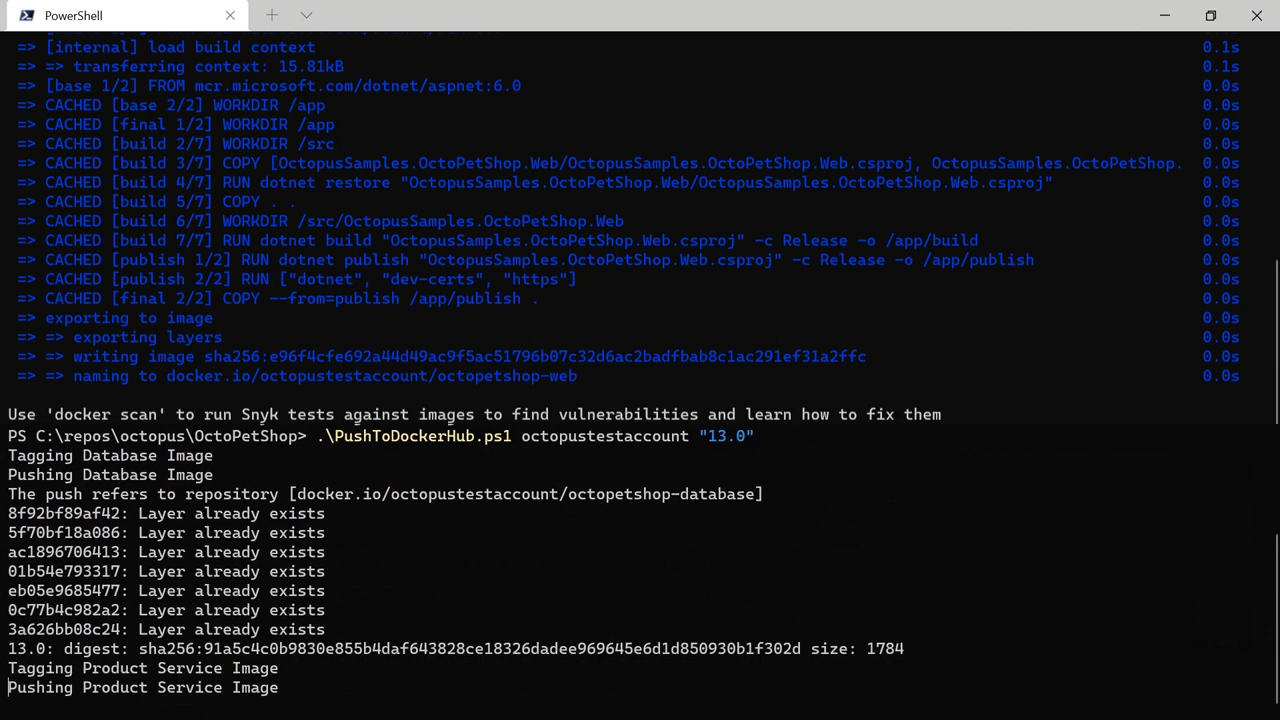 PowerShell
=> [internal] load build context 0.1s
=> => transferring context: 15.81kB 0.1s
=> [base 1/2] FROM mcr.microsoft.com/dotnet/aspnet:6.0 0.0s
=> CACHED [base 2/2] WORKDIR /app 0.0s
=> CACHED [final 1/2] WORKDIR /app 0.0s
=> CACHED [build 2/7] WORKDIR /src 0.0s
=> CACHED [build 3/7] COPY [OctopusSamples.OctoPetShop.Web/OctopusSamples.OctoPetShop.Web.csproj, OctopusSamples.OctoPetShop. 0.0s
=> CACHED [build 4/7] RUN dotnet restore "OctopusSamples.OctoPetShop.Web/OctopusSamples.OctoPetShop.Web.csproj" 0.0s
=> CACHED [build 5/7] COPY . . 0.0s
=> CACHED [build 6/7] WORKDIR /src/OctopusSamples.OctoPetShop.Web 0.0s
=> CACHED [build 7/7] RUN dotnet build "OctopusSamples.OctoPetShop.Web.csproj" -c Release -o /app/build 0.0s
=> CACHED [publish 1/2] RUN dotnet publish "OctopusSamples.OctoPetShop.Web.csproj" -c Release -o /app/publish 0.0s
=> CACHED [publish 2/2] RUN ["dotnet", "dev-certs", "https"] 0.0s
=> CACHED [final 2/2] COPY --from=publish /app/publish . 0.0s
=> exporting to image 0.0s
=> => exporting layers 0.0s
=> => writing image sha256:e96f4cfe692a44d49ac9f5ac51796b07c32d6ac2badfbab8c1ac291ef31a2ffc 0.0s
=> => naming to docker.io/octopustestaccount/octopetshop-web 0.0s
Use 'docker scan' to run Snyk tests against images to find vulnerabilities and learn how to fix them
PS C:\repos\octopus\OctoPetShop> .\PushToDockerHub.ps1 octopustestaccount "13.0"
Tagging Database Image
Pushing Database Image
The push refers to repository [docker.io/octopustestaccount/octopetshop-database]
8f92bf89af42: Layer already exists
5f70bf18a086: Layer already exists
ac1896706413: Layer already exists
01b54e793317: Layer already exists
eb05e9685477: Layer already exists
0c77b4c982a2: Layer already exists
3a626bb08c24: Layer already exists
13.0: digest: sha256:91a5c4c0b9830e855b4daf643828ce18326dadee969645e6d1d850930b1f302d size: 1784
Tagging Product Service Image
Pushing Product Service Image